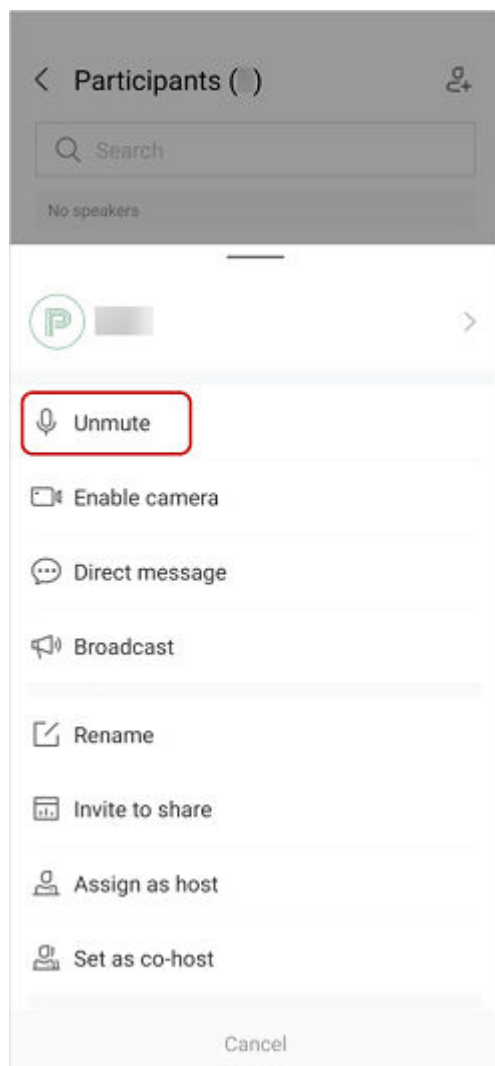 Participants ( )
Search
No speakers
P
Unmute
Enable camera
Direct message
Broadcast
Rename
Invite to share
Assign as host
Set as co-host
Cancel